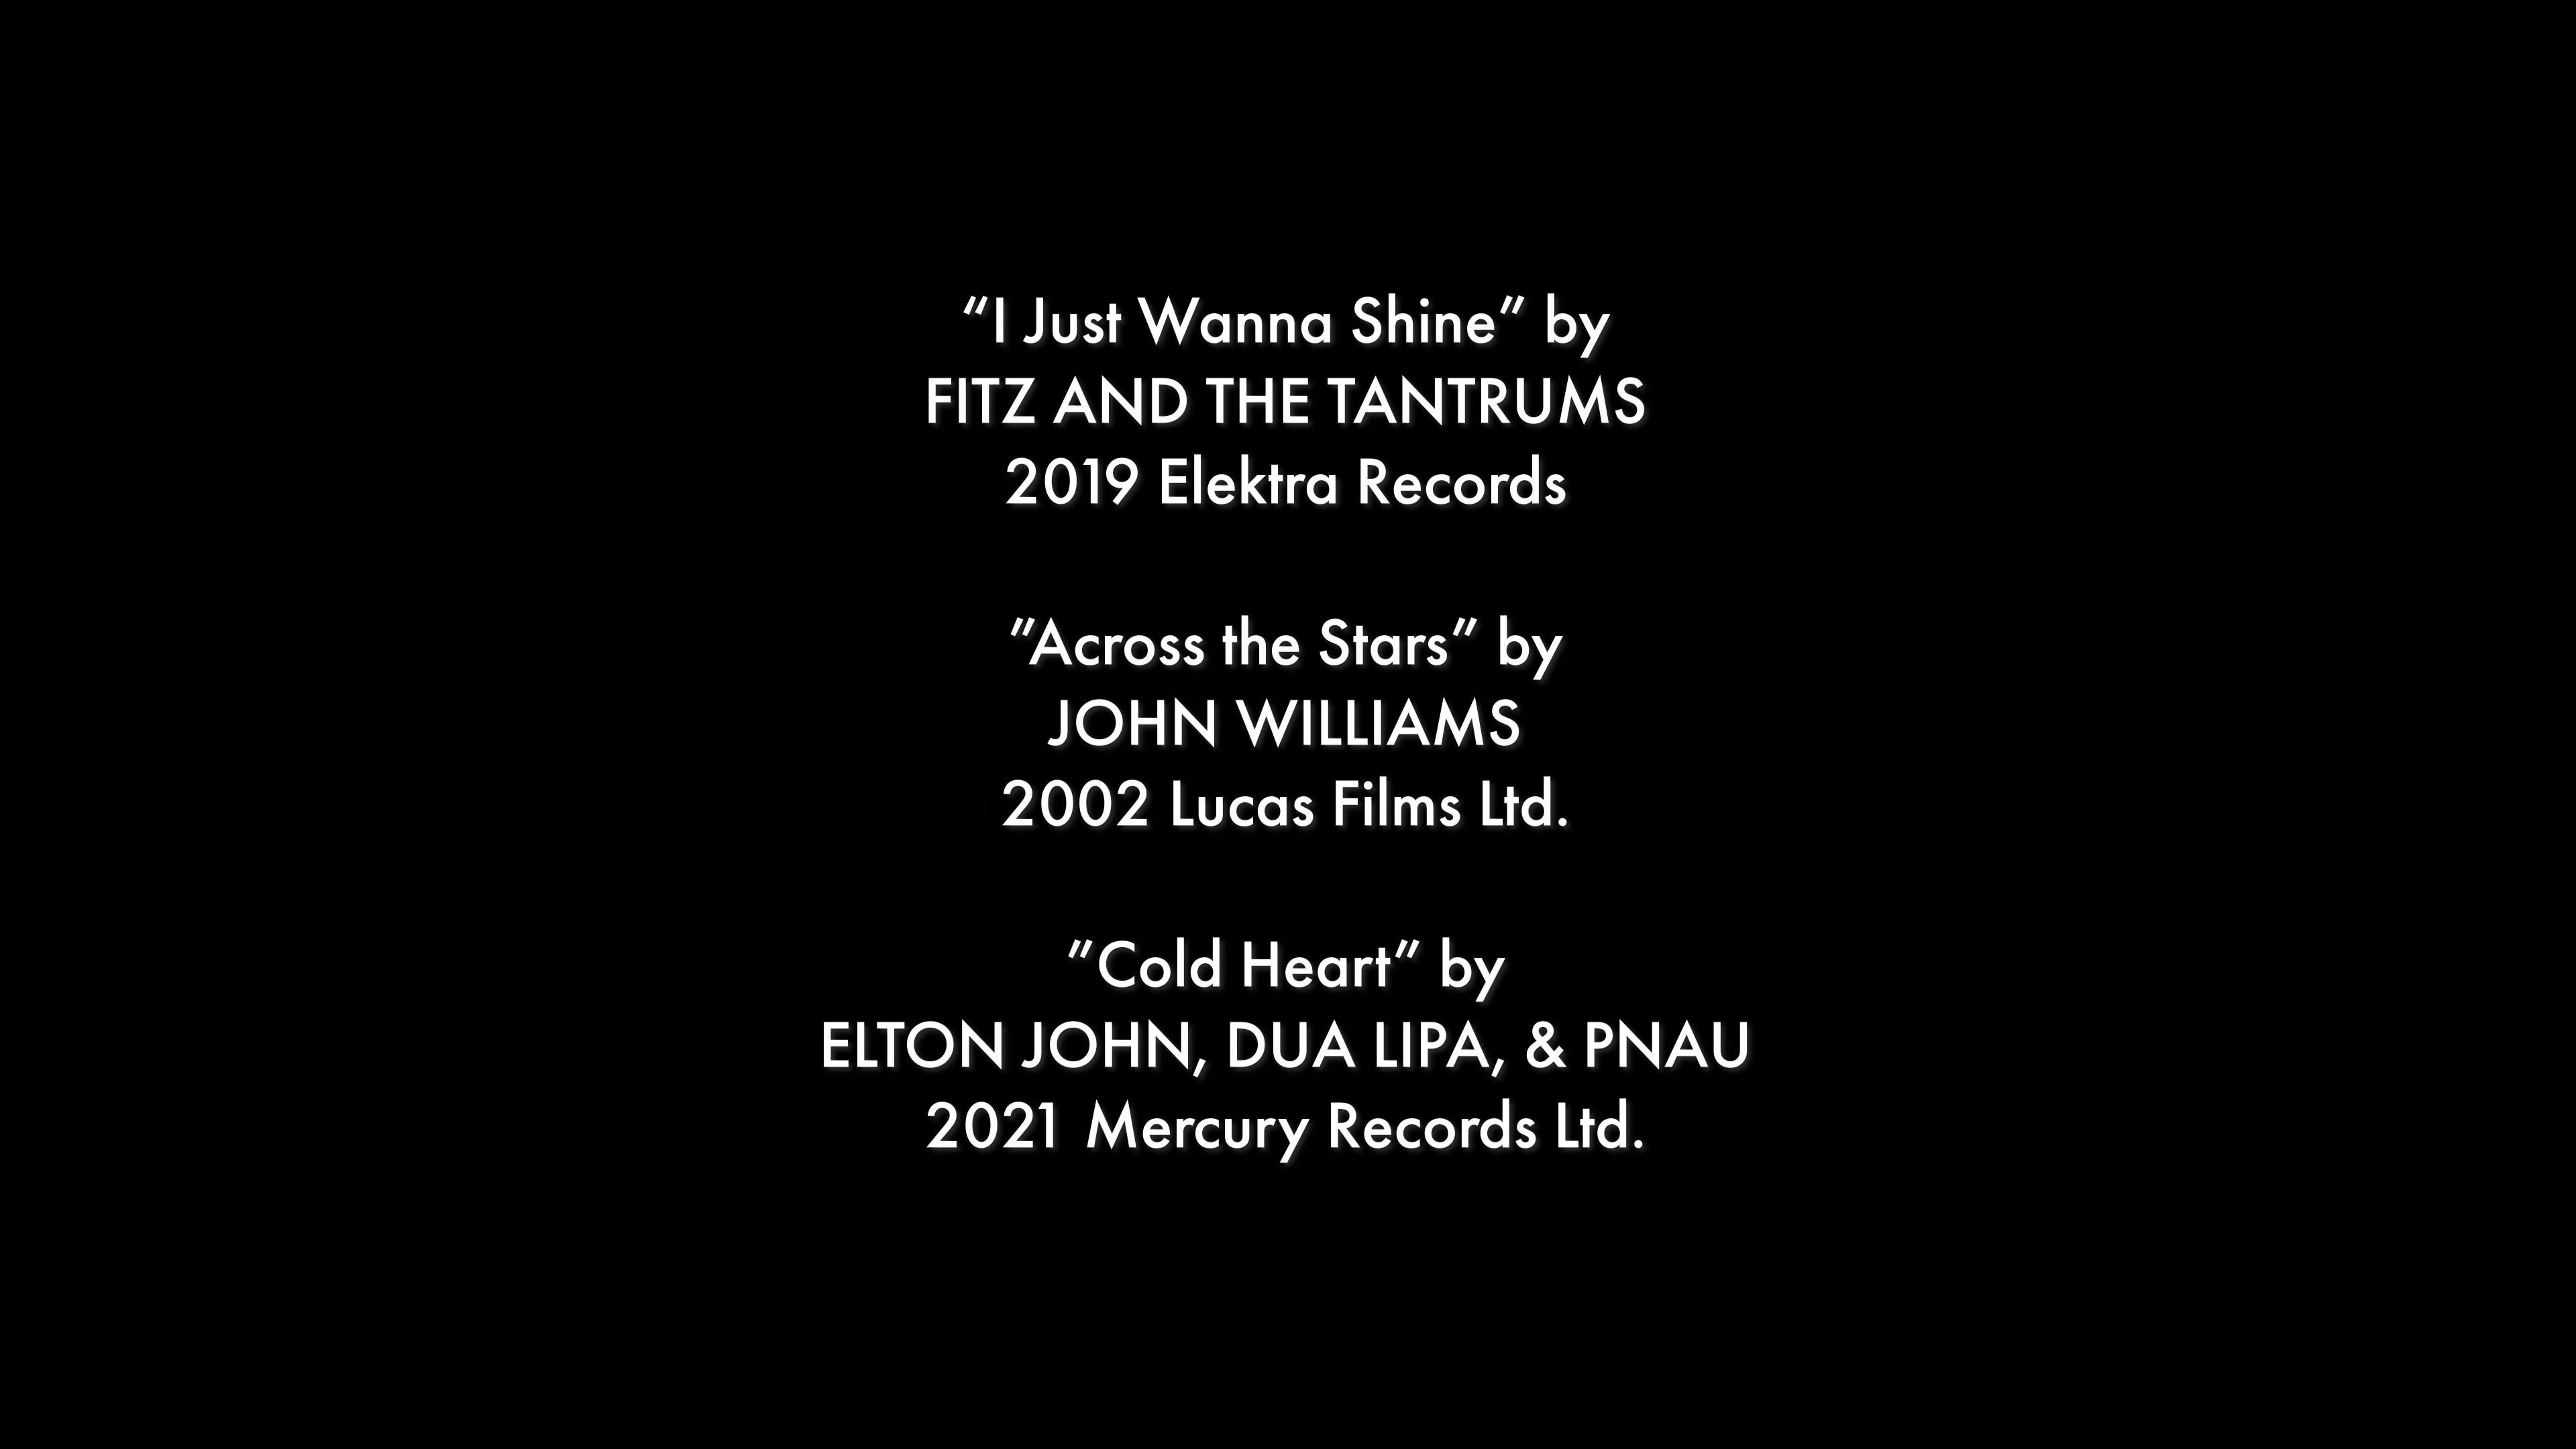 “I Just Wanna Shine” by
FITZ AND THE TANTRUMS
2019 Elektra Records
”Across the Stars” by
JOHN WILLIAMS
2002 Lucas Films Ltd.
”Cold Heart” by
ELTON JOHN, DUA LIPA, & PNAU
2021 Mercury Records Ltd.